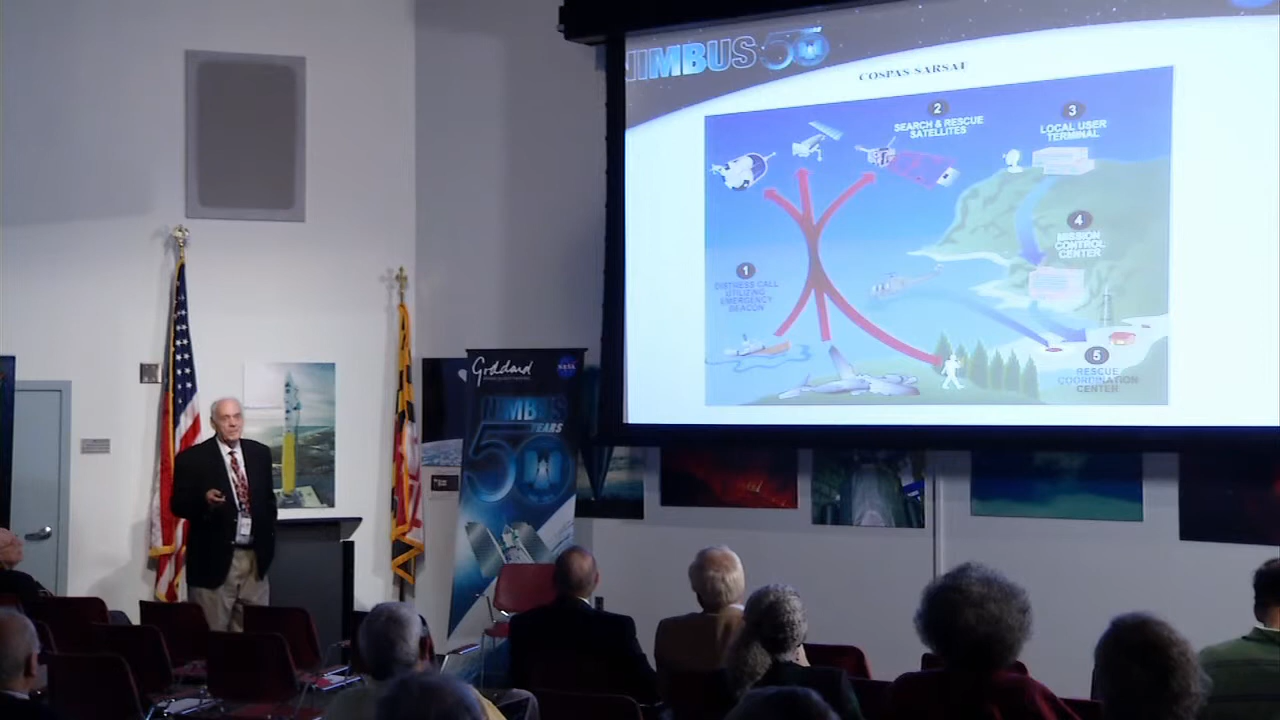 NIMBUS 50
COSPAS-SARSAT
1
DISTRESS CALL
UTILIZING
EMERGENCY
BEACON
2
SEARCH & RESCUE
SATELLITES
3
LOCAL USER
TERMINAL
4
MISSION
CONTROL
CENTER
5
RESCUE
COORDINATION
CENTER
Goddard
NASA
NIMBUS
YEARS
50